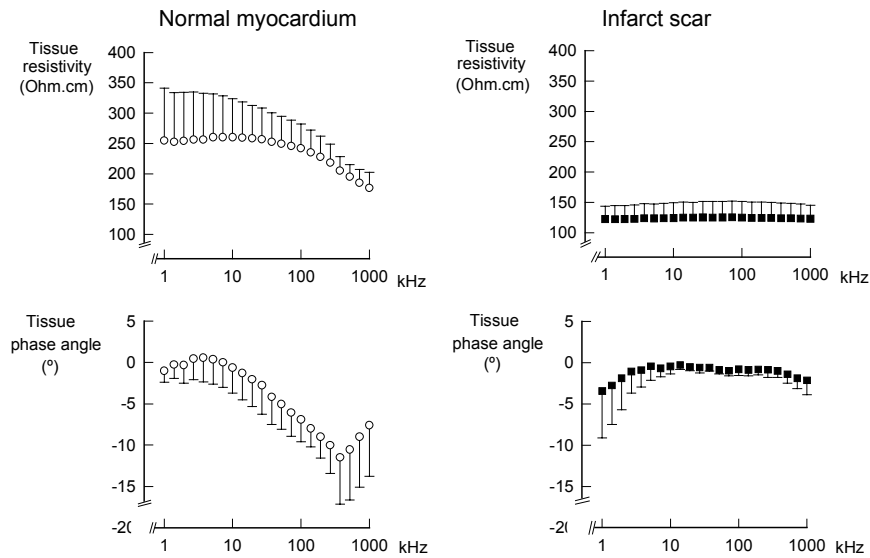 Normal myocardium
Tissue
resistivity
(Ohm.cm)
400
350
300
250
200
150
100
1 10 100 1000 kHz
Infarct scar
Tissue
resistivity
(Ohm.cm)
400
350
300
250
200
150
100
1 10 100 1000 kHz
Tissue
phase angle
(º)
5
0
-5
-10
-15
1 10 100 1000 kHz
Tissue
phase angle
(º)
5
0
-5
-10
-15
1 10 100 1000 kHz